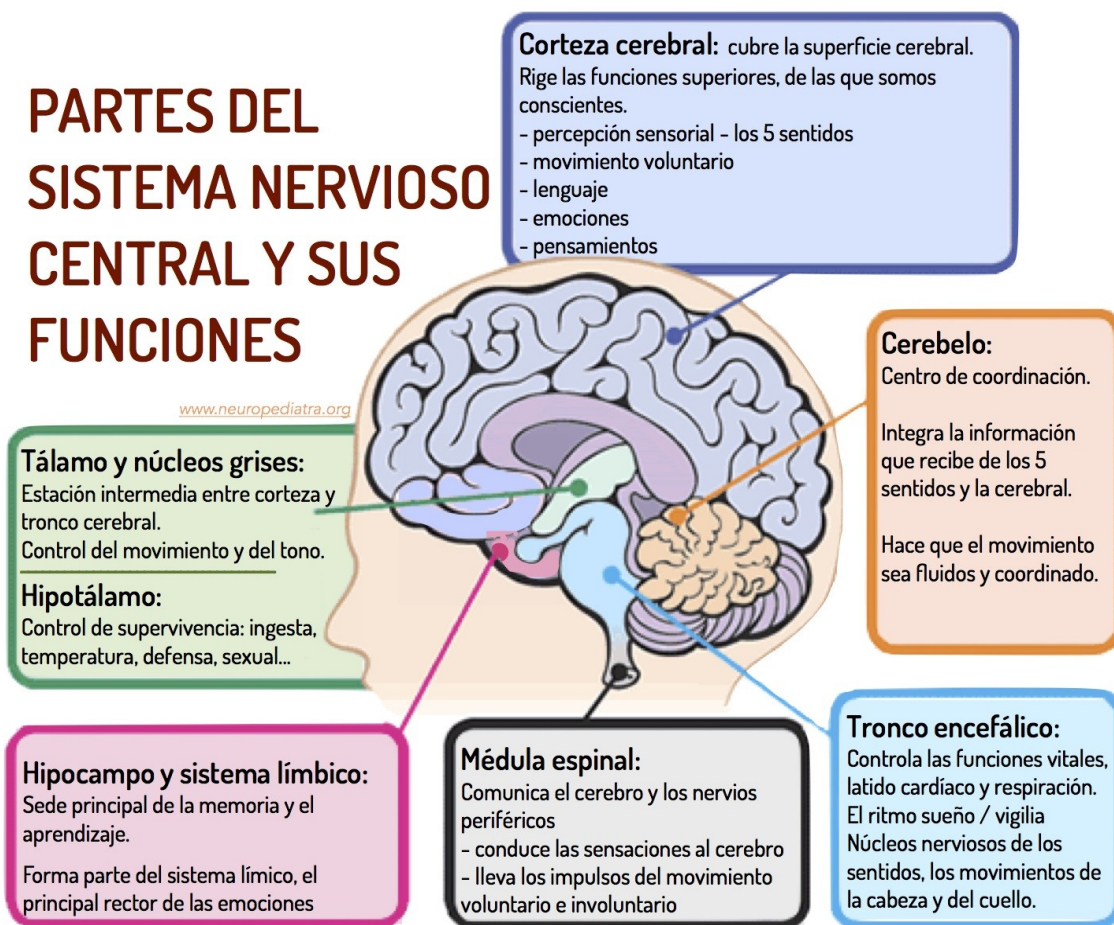 PARTES DEL
SISTEMA NERVIOSO
CENTRAL Y SUS
FUNCIONES
www.neuropediatra.org
Corteza cerebral: cubre la superficie cerebral.
Rige las funciones superiores, de las que somos
conscientes.
- percepción sensorial - los 5 sentidos
- movimiento voluntario
- lenguaje
- emociones
- pensamientos
Cerebelo:
Centro de coordinación.
Integra la información
que recibe de los 5
sentidos y la cerebral.
Hace que el movimiento
sea fluidos y coordinado.
Tálamo y núcleos grises:
Estación intermedia entre corteza y
tronco cerebral.
Control del movimiento y del tono.
Hipotálamo:
Control de supervivencia: ingesta,
temperatura, defensa, sexual...
Hipocampo y sistema límbico:
Sede principal de la memoria y el
aprendizaje.
Forma parte del sistema límico, el
principal rector de las emociones
Médula espinal:
Comunica el cerebro y los nervios
periféricos
- conduce las sensaciones al cerebro
- lleva los impulsos del movimiento
voluntario e involuntario
Tronco encefálico:
Controla las funciones vitales,
latido cardíaco y respiración.
El ritmo sueño / vigilia
Núcleos nerviosos de los
sentidos, los movimientos de
la cabeza y del cuello.